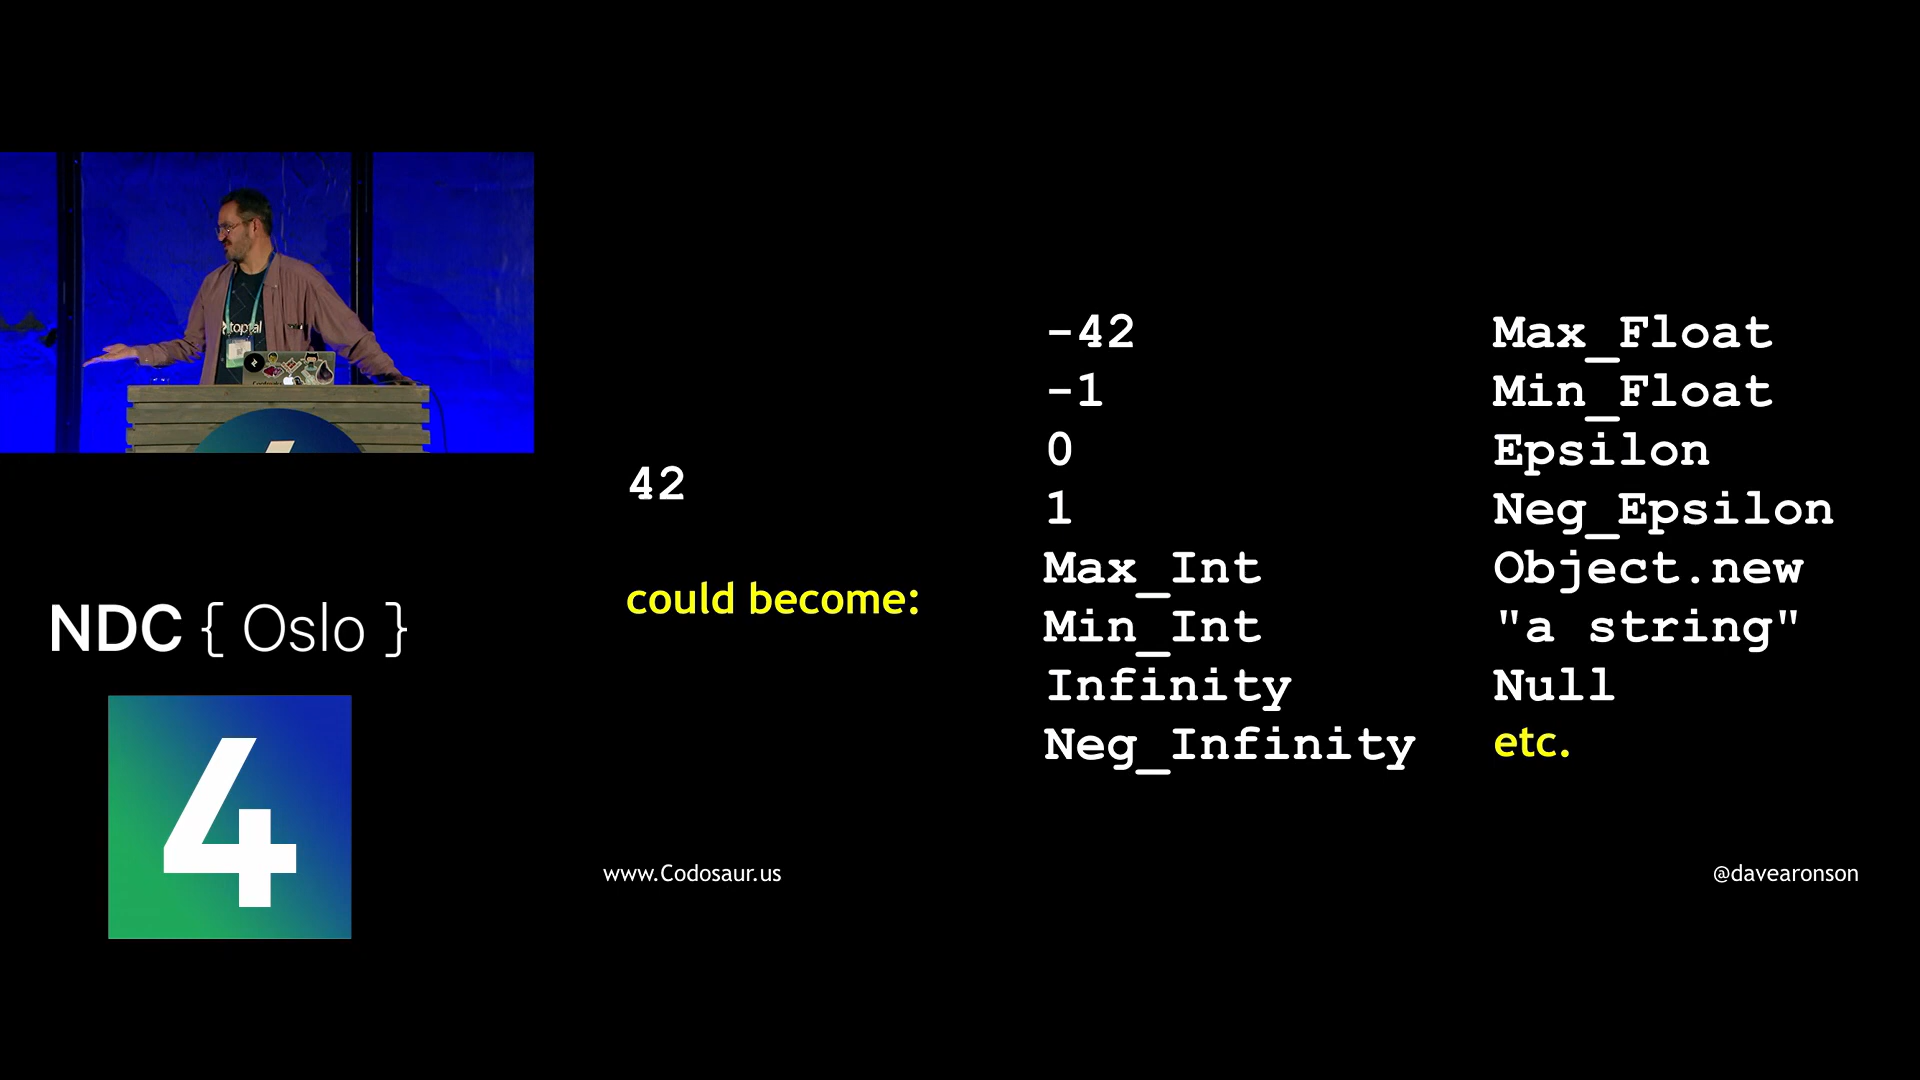 toptal
42
could become:
-42
-1
0
1
Max_Int
Min_Int
Infinity
Neg_Infinity
Max_Float
Min_Float
Epsilon
Neg_Epsilon
Object.new
"a string"
Null
etc.
NDC { Oslo }
4
www.Codosaur.us
@davearonson